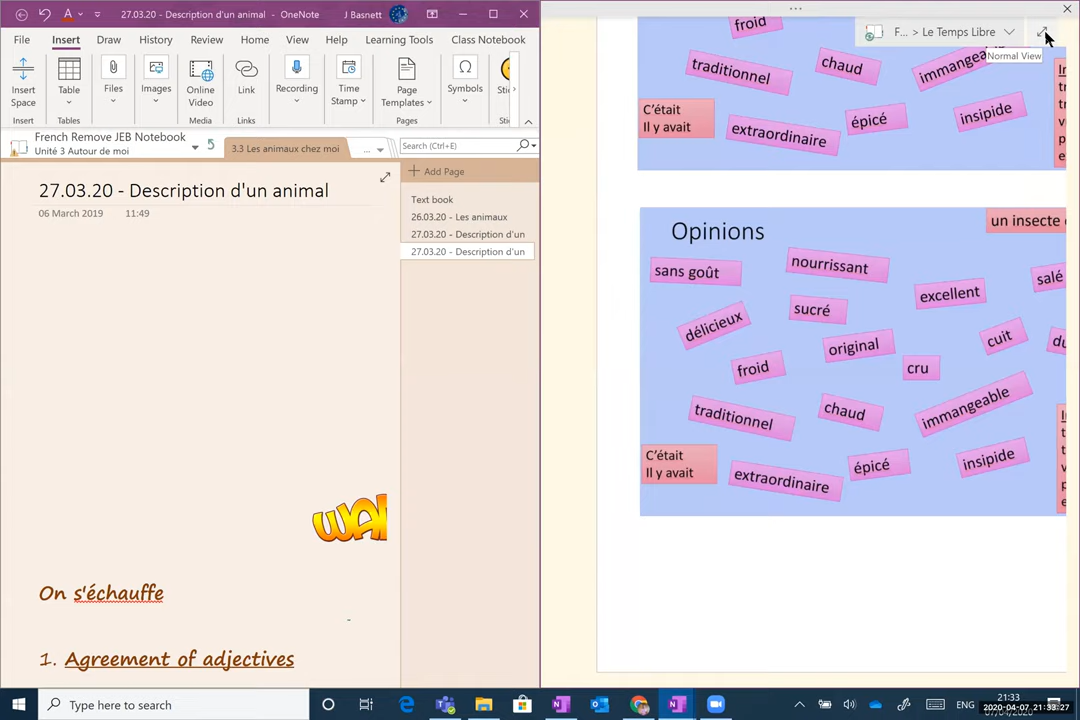 27.03.20 - Description d'un animal - OneNote
J Basnett
File Insert Draw History Review Home View Help Learning Tools Class Notebook
Insert Space
Table
Files
Images
Online Video
Link
Recording
Time Stamp
Page Templates
Symbols
Insert Tables Media Links Pages
French Remove JEB Notebook
Unité 3 Autour de moi
3.3 Les animaux chez moi
...
Search (Ctrl+E)
27.03.20 - Description d'un animal
06 March 2019 11:49
Add Page
Text book
26.03.20 - Les animaux
27.03.20 - Description d'un
27.03.20 - Description d'un
On s'échauffe
1. Agreement of adjectives
F... > Le Temps Libre
Normal View
froid
traditionnel
chaud
immangea
C'était
Il y avait
extraordinaire
épicé
insipide
Opinions
un insecte
sans goût
nourrissant
salé
excellent
délicieux
sucré
original
cuit
du
froid
cru
traditionnel
chaud
immangeable
C'était
Il y avait
extraordinaire
épicé
insipide
Type here to search
ENG
21:33
2020-04-07 21:33:27